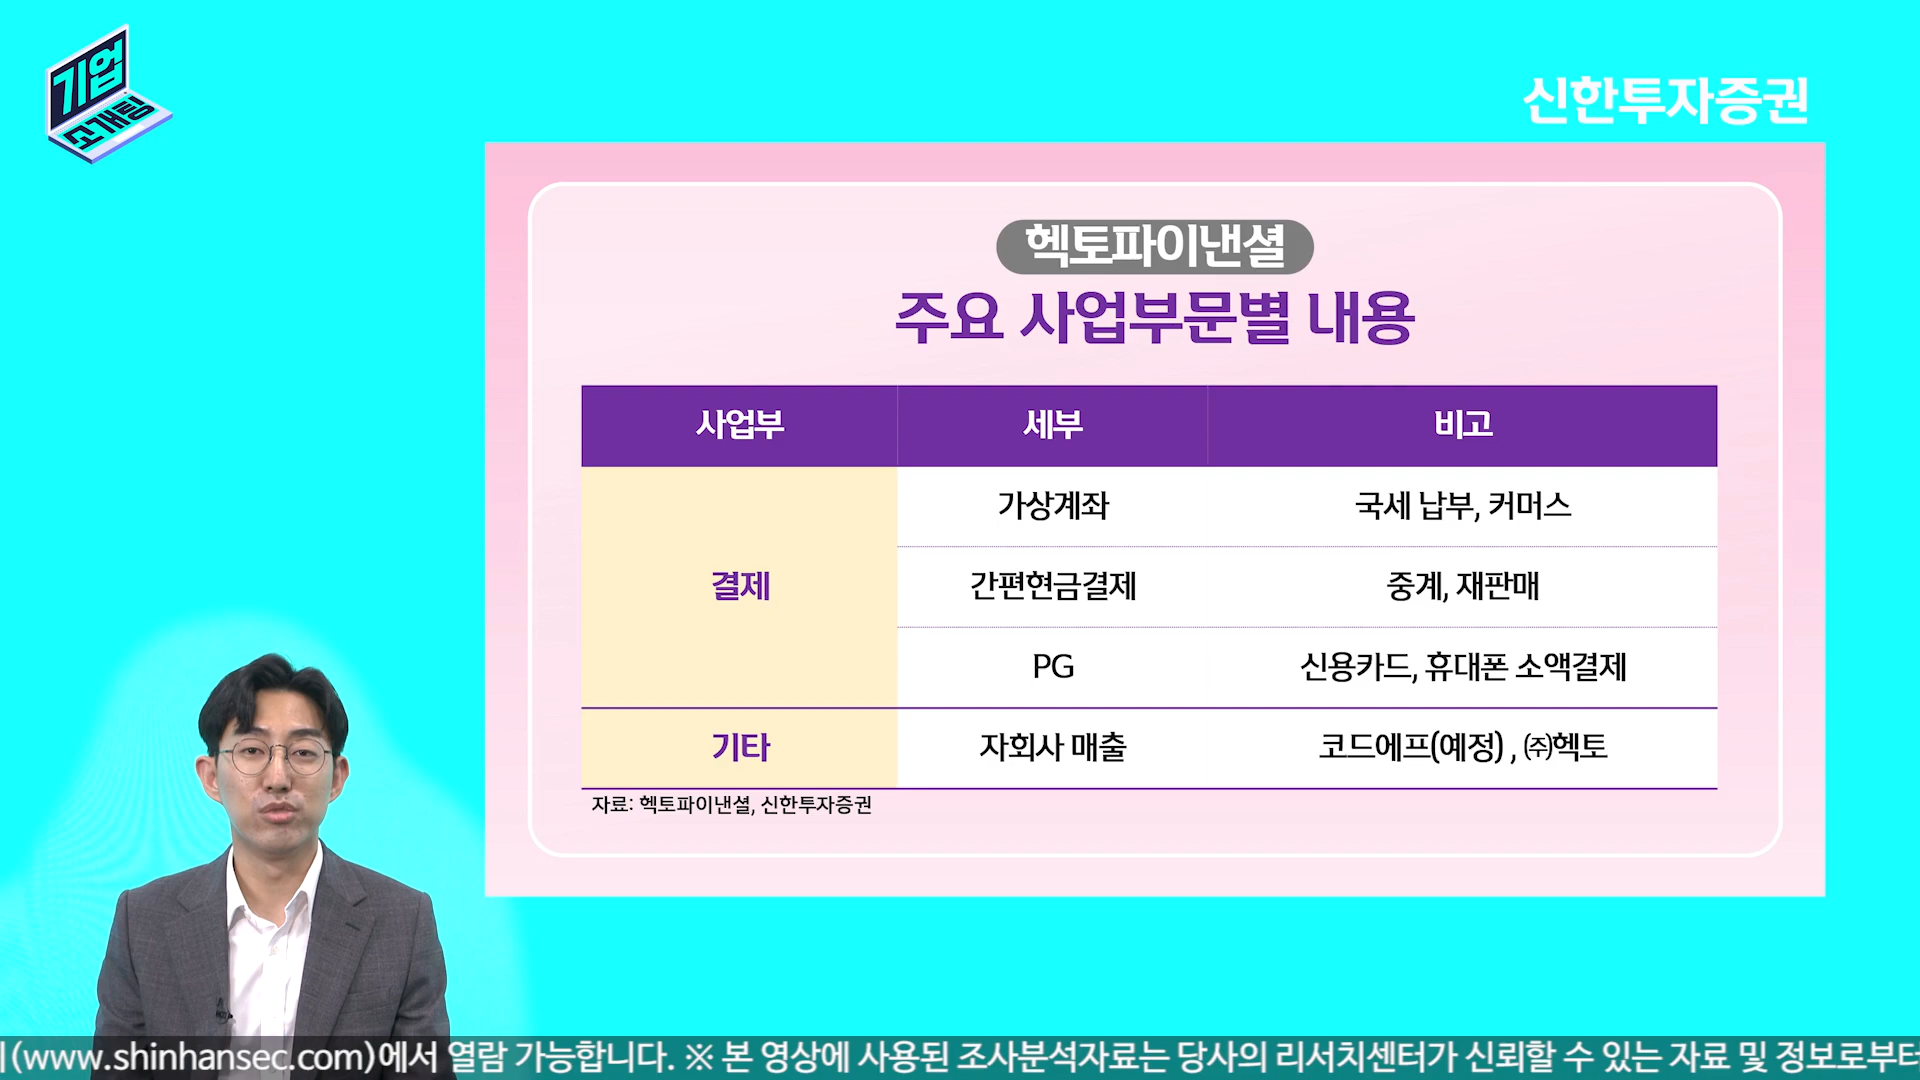 기업
소개팅
신한투자증권
헥토파이낸셜
주요 사업부문별 내용
사업부 세부 비고
결제
가상계좌 국세 납부, 커머스
간편현금결제 중계, 재판매
PG 신용카드, 휴대폰 소액결제
기타 자회사 매출 코드에프(예정) , ㈜헥토
자료: 헥토파이낸셜, 신한투자증권
(www.shinhansec.com)에서 열람 가능합니다. ※ 본 영상에 사용된 조사분석자료는 당사의 리서치센터가 신뢰할 수 있는 자료 및 정보로부터